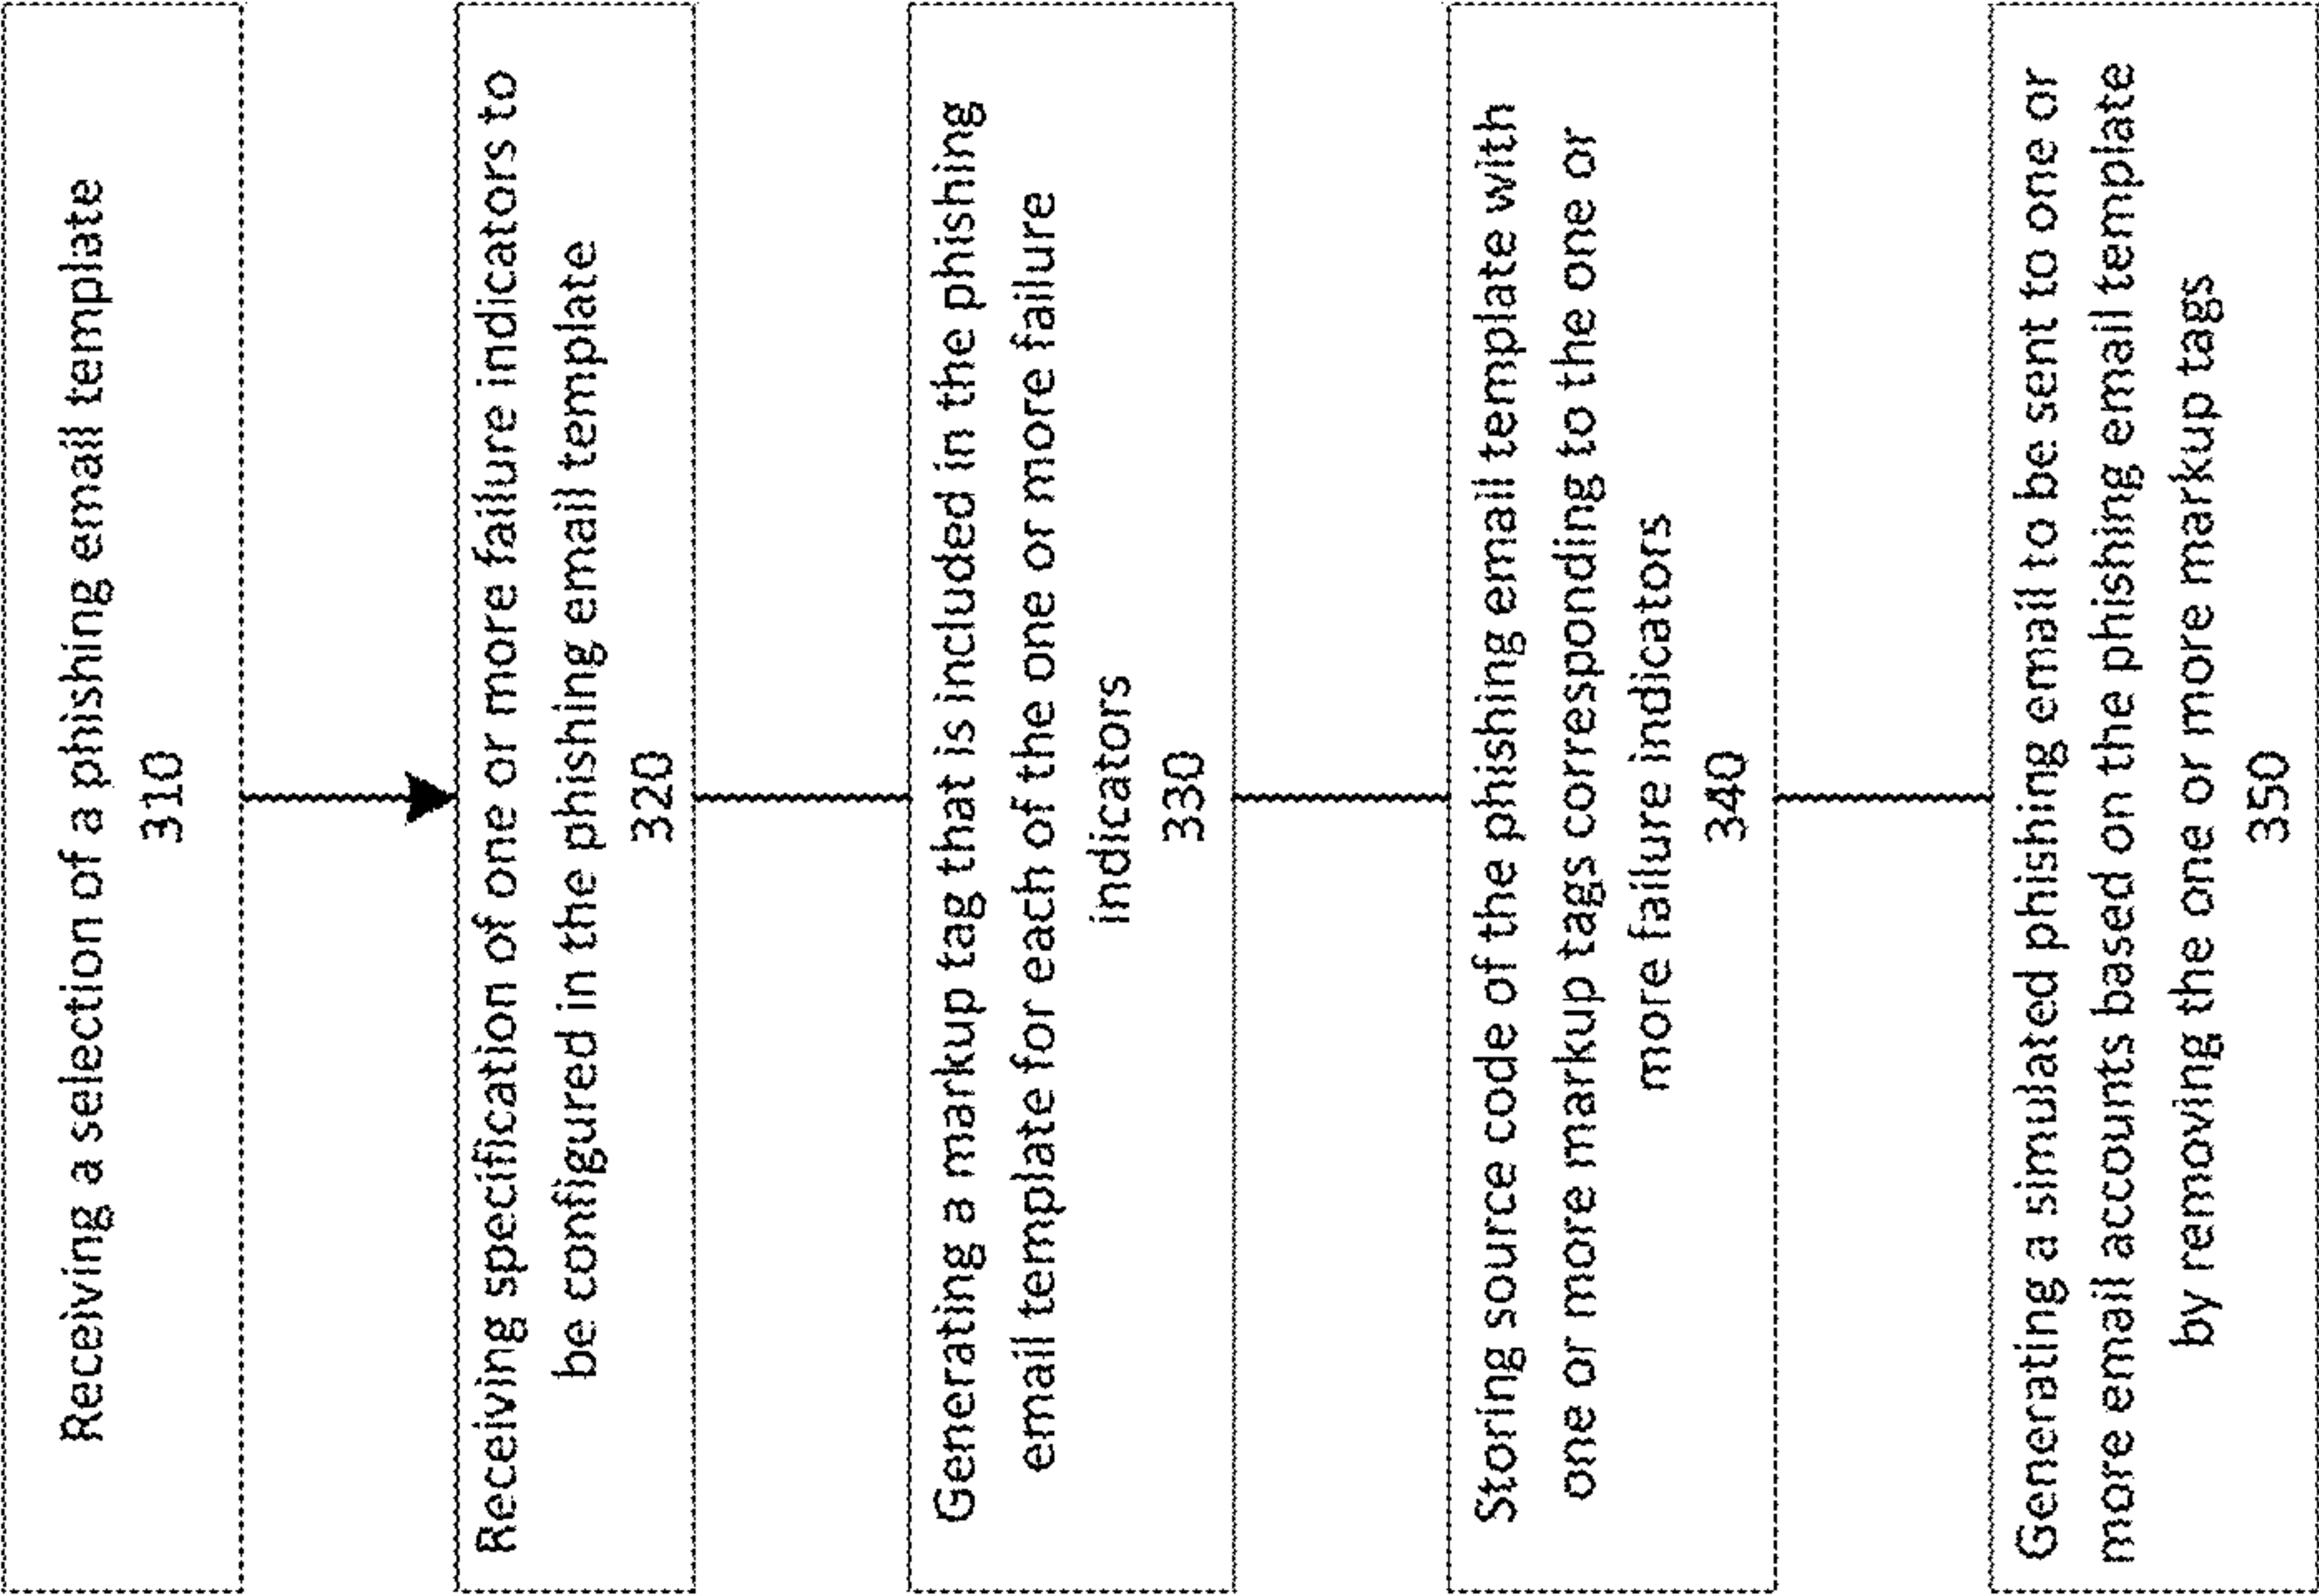 Receiving a selection of a phishing email template
310
Receiving specification of one or more failure indicators to
be configured in the phishing email template
320
Generating a markup tag that is included in the phishing
email template for each of the one or more failure
indicators
330
Storing source code of the phishing email template with
one or more markup tags corresponding to the one or
more failure indicators
340
Generating a simulated phishing email to be sent to one or
more email accounts based on the phishing email template
by removing the one or more markup tags
350